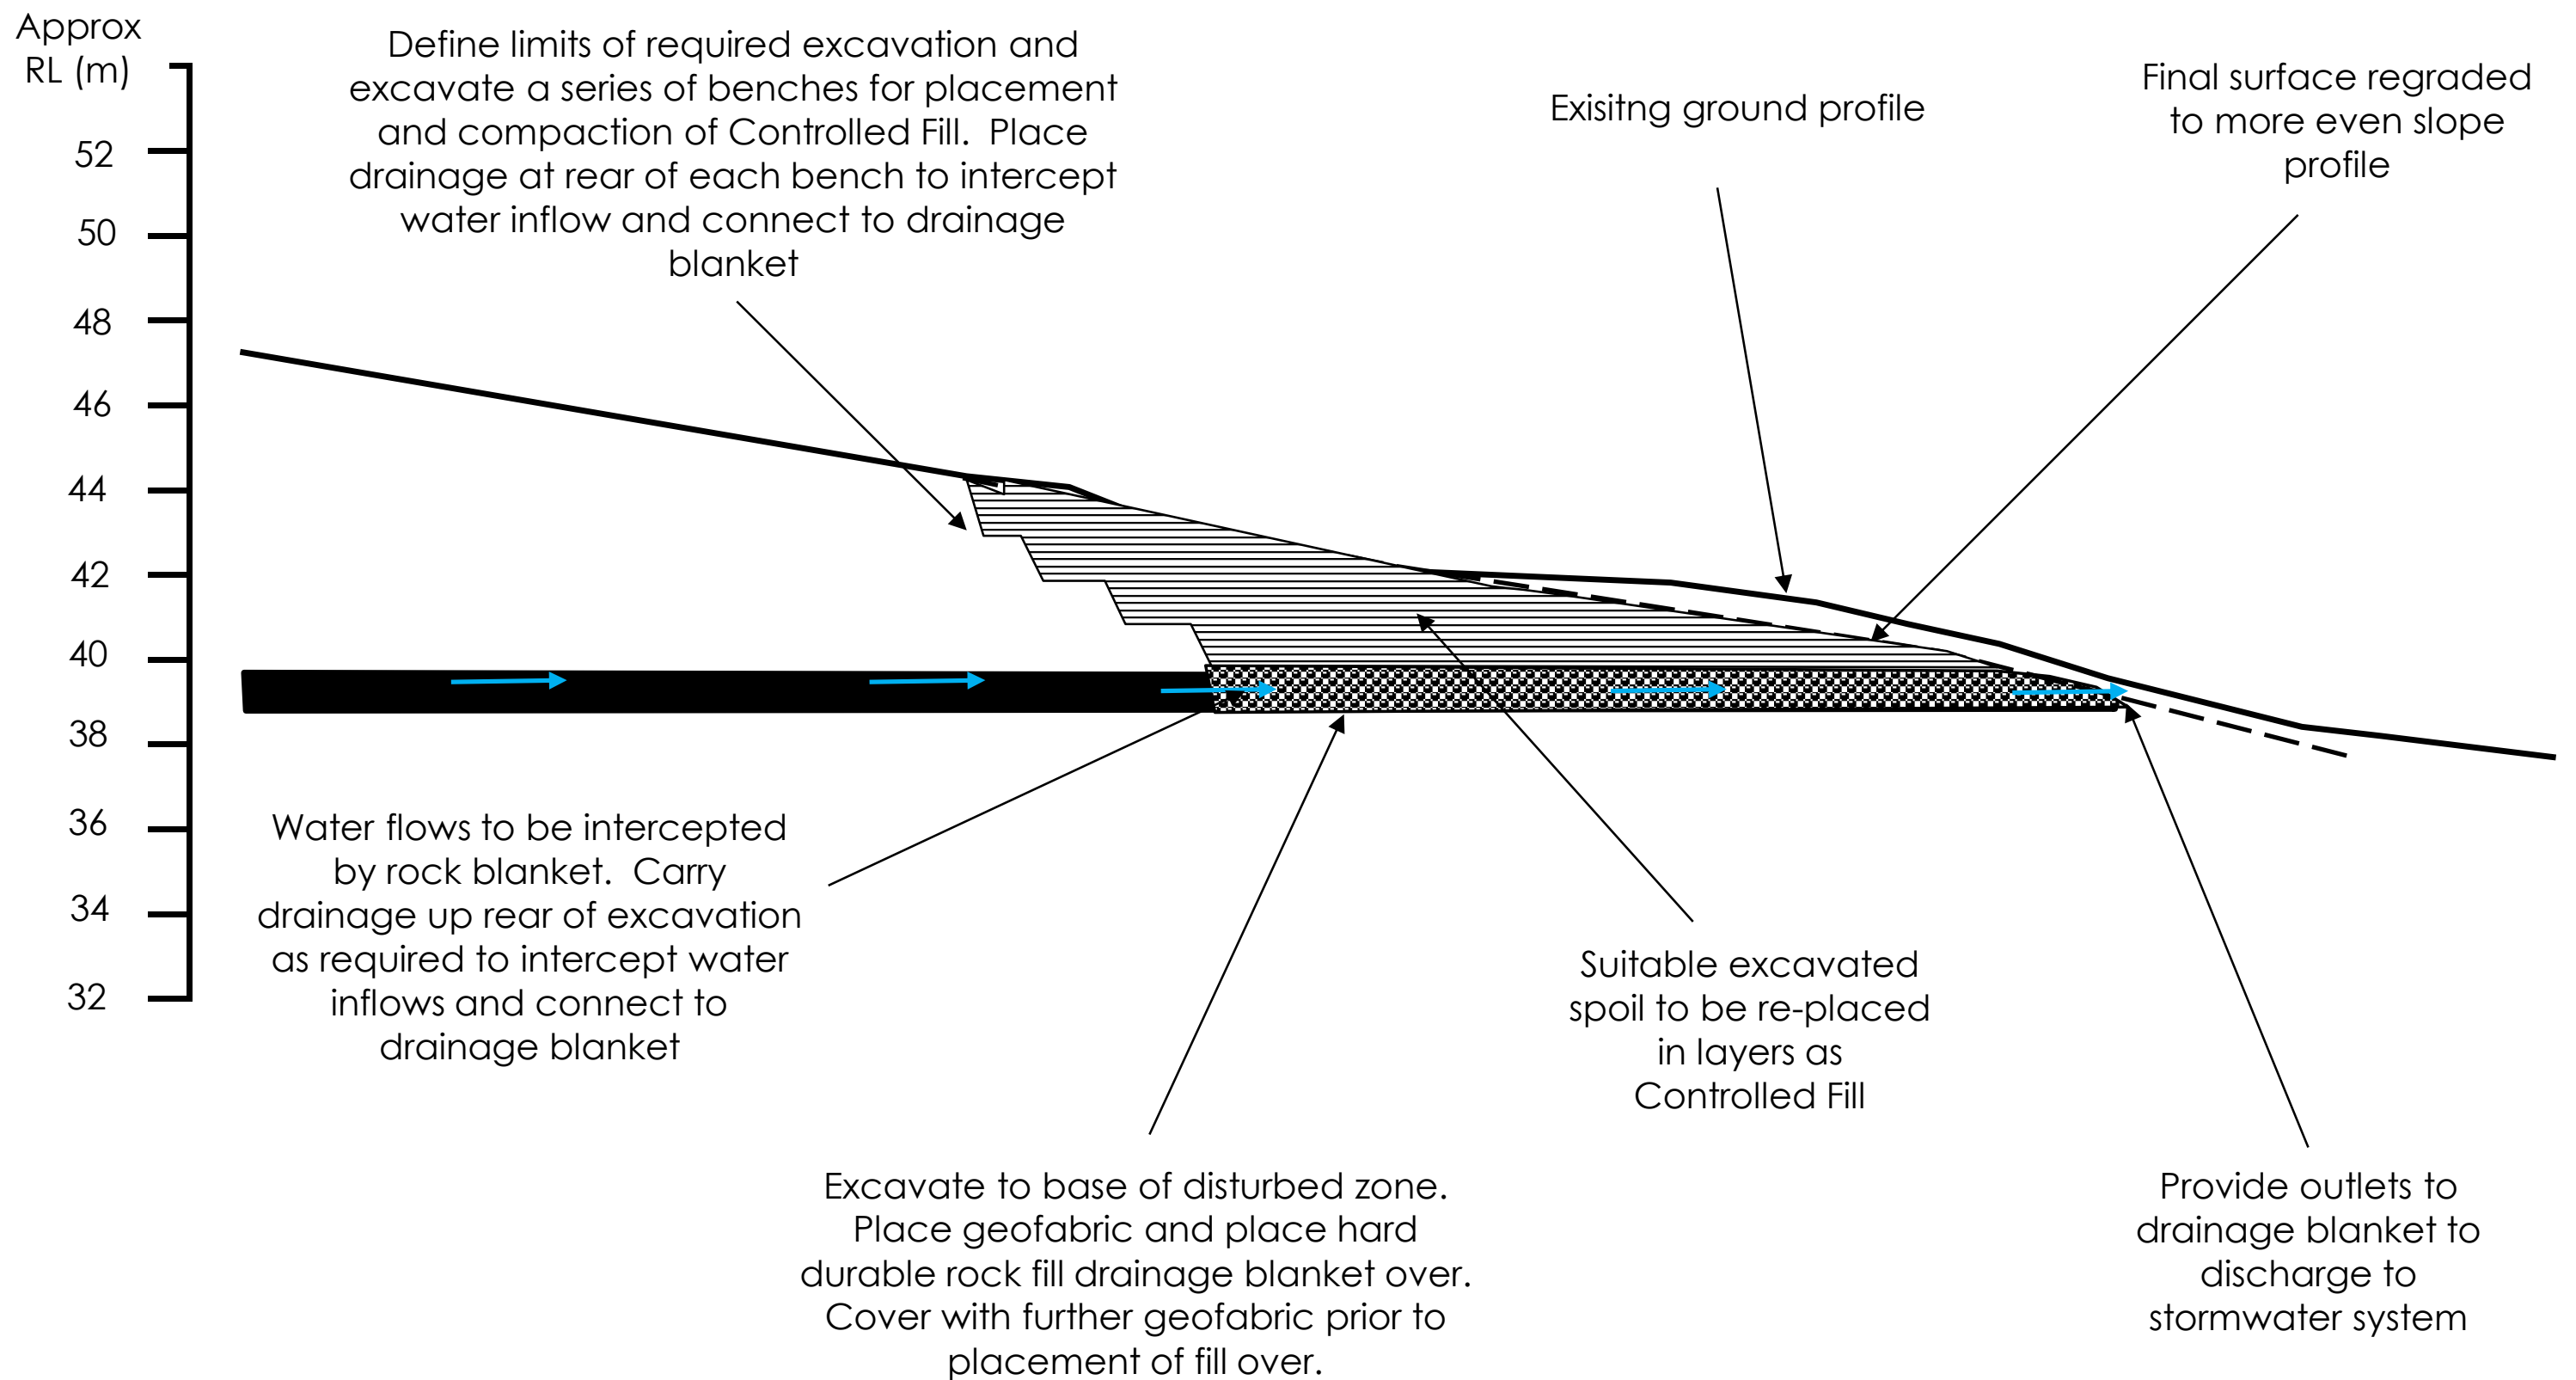 Approx
RL (m)
52
50
48
46
44
42
40
38
36
34
32
Define limits of required excavation and
excavate a series of benches for placement
and compaction of Controlled Fill.  Place
drainage at rear of each bench to intercept
water inflow and connect to drainage
blanket
Exisitng ground profile
Final surface regraded
to more even slope
profile
Water flows to be intercepted
by rock blanket.  Carry
drainage up rear of excavation
as required to intercept water
inflows and connect to
drainage blanket
Excavate to base of disturbed zone.
Place geofabric and place hard
durable rock fill drainage blanket over.
Cover with further geofabric prior to
placement of fill over.
Suitable excavated
spoil to be re-placed
in layers as
Controlled Fill
Provide outlets to
drainage blanket to
discharge to
stormwater system